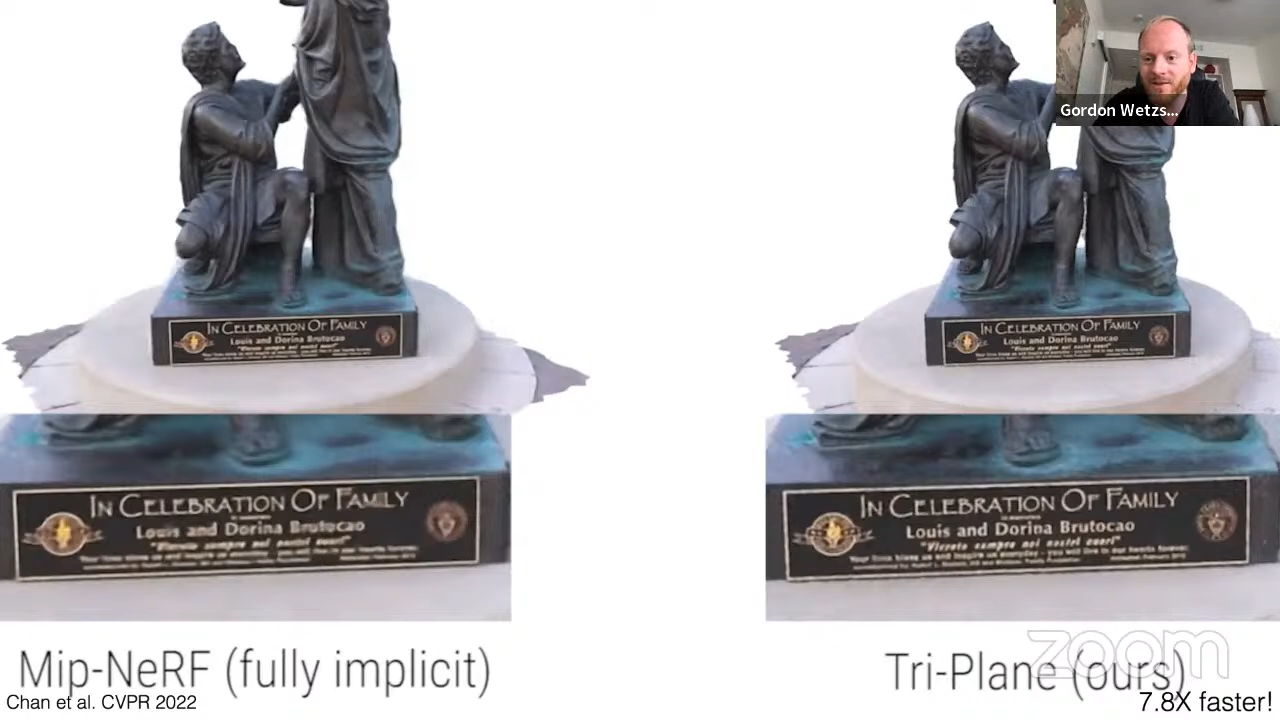 Gordon Wetzs...
IN CELEBRATION OF FAMILY
Louis and Dorina Brutocao
IN CELEBRATION OF FAMILY
Louis and Dorina Brutocao
IN CELEBRATION OF FAMILY
Louis and Dorina Brutocao
IN CELEBRATION OF FAMILY
Louis and Dorina Brutocao
Mip-NeRF (fully implicit)
Tri-Plane (ours)
zoom
Chan et al. CVPR 2022
7.8X faster!